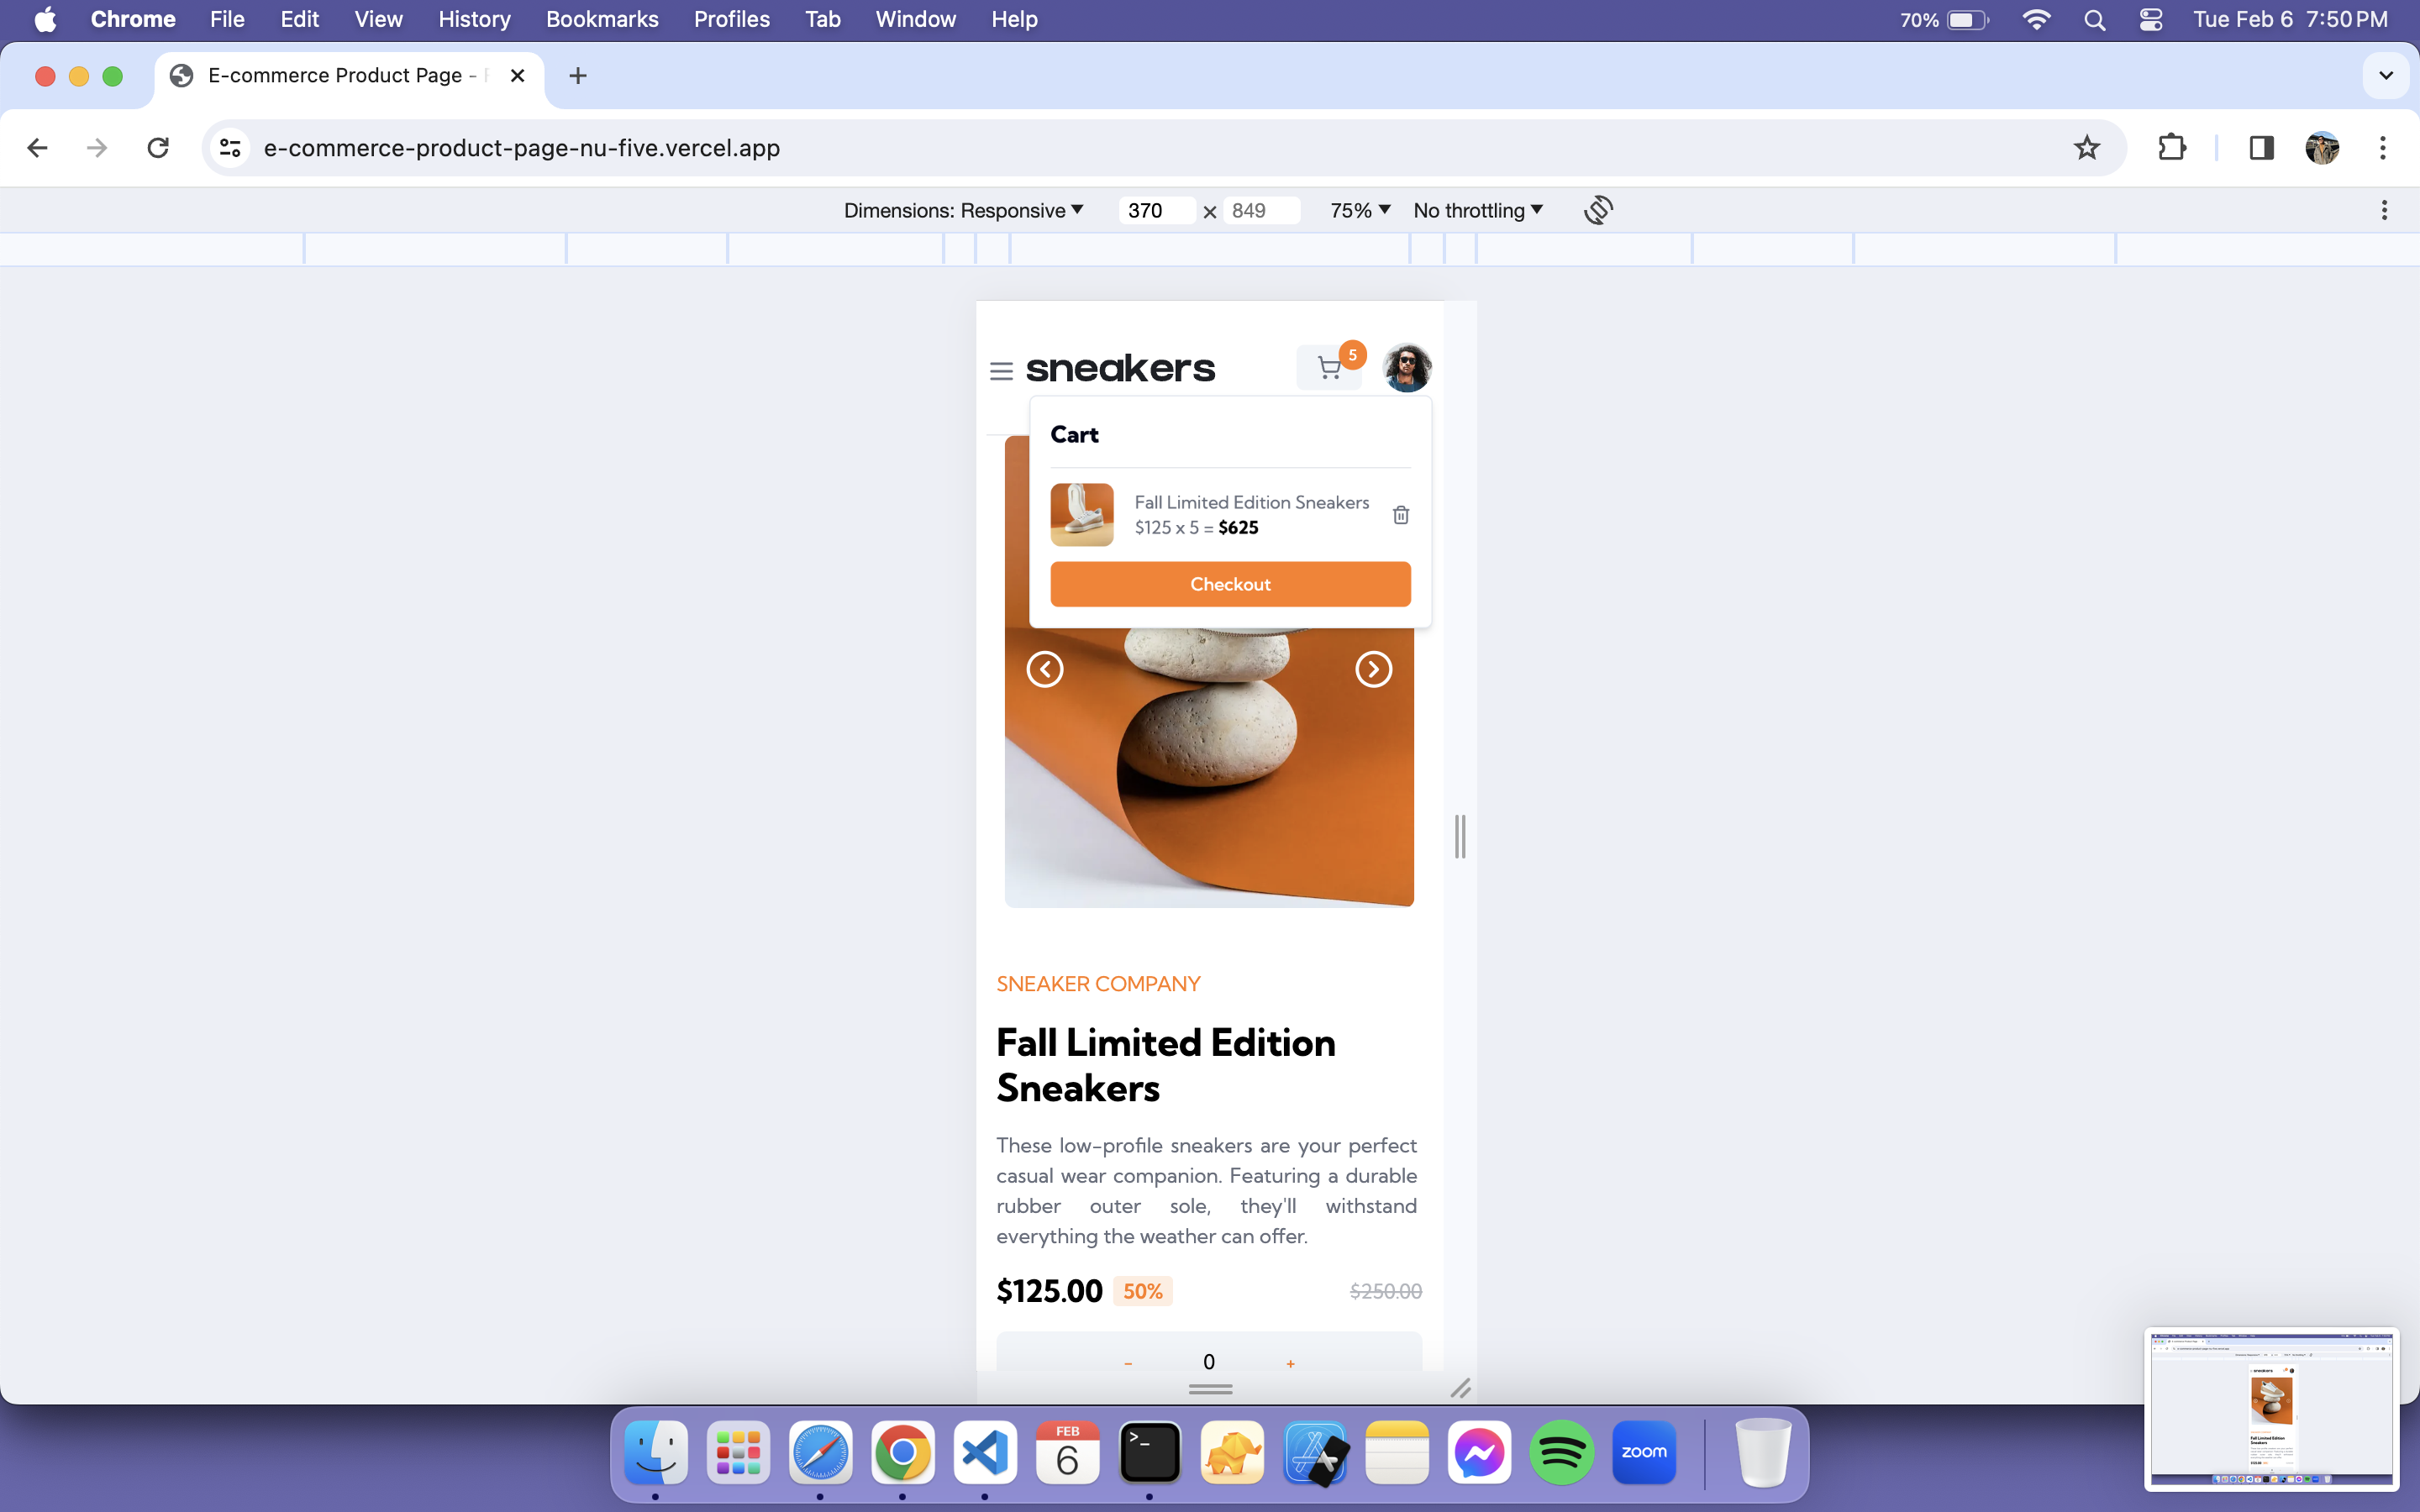 Chrome File Edit View History Bookmarks Profiles Tab Window Help 70% Tue Feb 6 7:50 PM
E-commerce Product Page -
e-commerce-product-page-nu-five.vercel.app
Dimensions: Responsive 370 × 849 75% No throttling
sneakers 5
Cart
Fall Limited Edition Sneakers
$125 x 5 = $625
Checkout
SNEAKER COMPANY
Fall Limited Edition
Sneakers
These low-profile sneakers are your perfect
casual wear companion. Featuring a durable
rubber outer sole, they'll withstand
everything the weather can offer.
$125.00 50% $250.00
- 0 +
FEB
6
>_
zoom